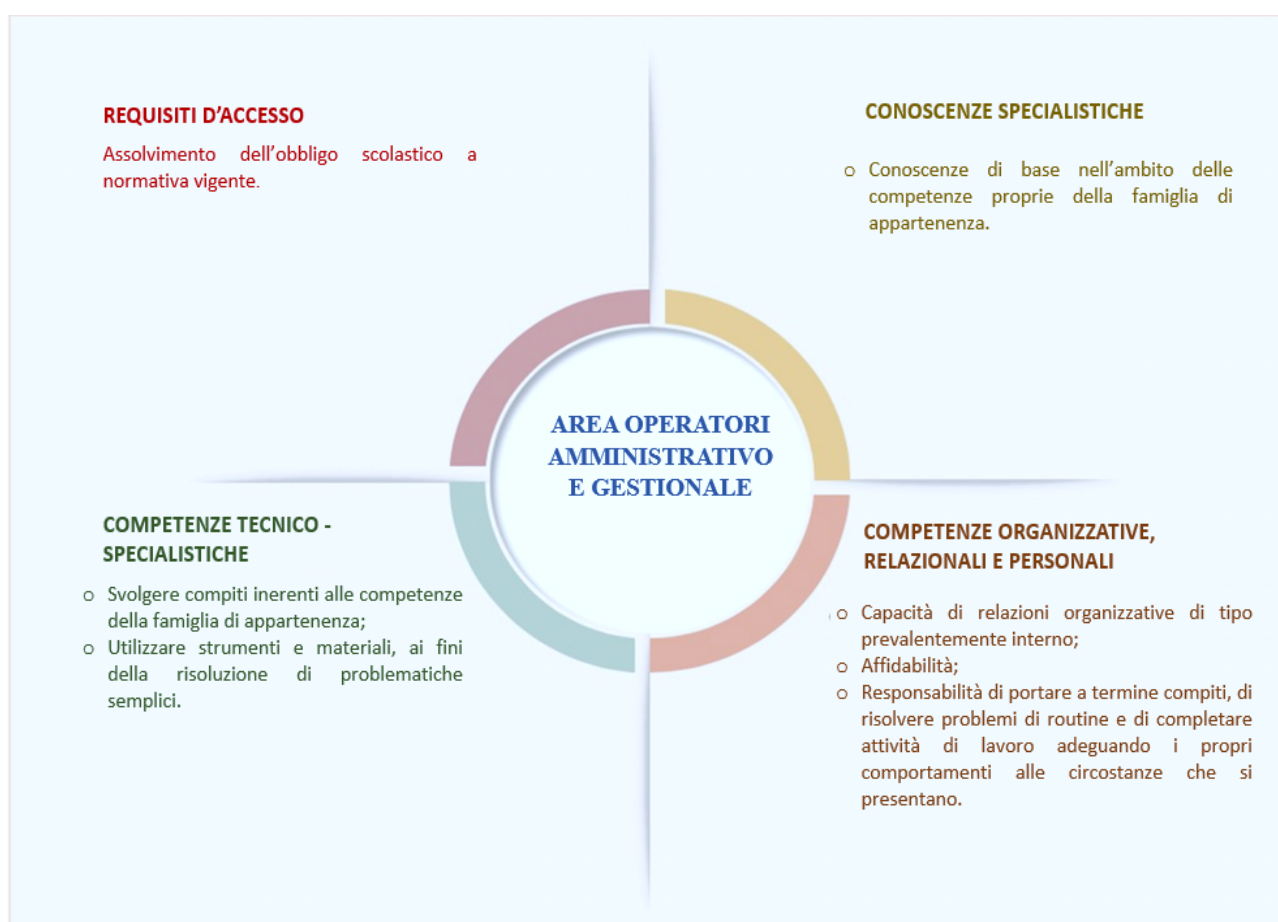 REQUISITI D'ACCESSO
Assolvimento dell'obbligo scolastico a
normativa vigente.
CONOSCENZE SPECIALISTICHE
o Conoscenze di base nell'ambito delle
competenze proprie della famiglia di
appartenenza.
AREA OPERATORI
AMMINISTRATIVO
E GESTIONALE
COMPETENZE TECNICO -
SPECIALISTICHE
o Svolgere compiti inerenti alle competenze
della famiglia di appartenenza;
o Utilizzare strumenti e materiali, ai fini
della risoluzione di problematiche
semplici.
COMPETENZE ORGANIZZATIVE,
RELAZIONALI E PERSONALI
o Capacità di relazioni organizzative di tipo
prevalentemente interno;
o Affidabilità;
o Responsabilità di portare a termine compiti, di
risolvere problemi di routine e di completare
attività di lavoro adeguando i propri
comportamenti alle circostanze che si
presentano.